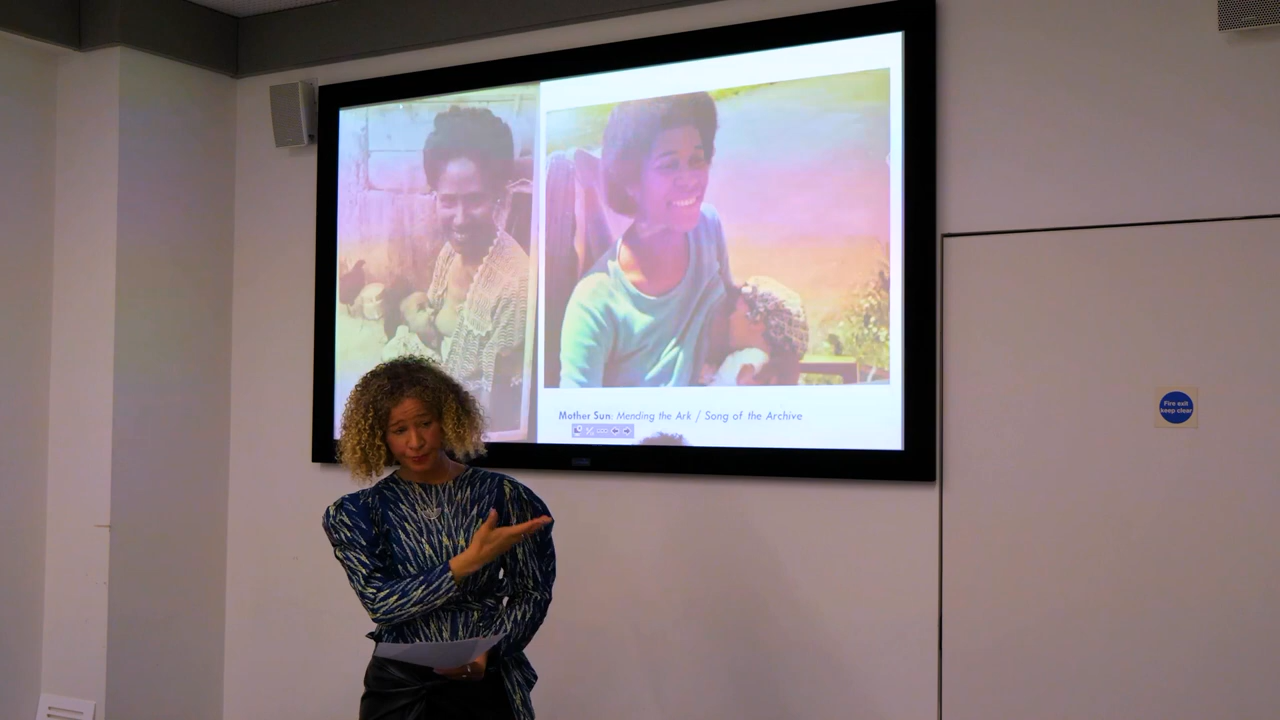 Mother Sun: Mending the Ark / Song of the Archive
Fire exit
keep clear